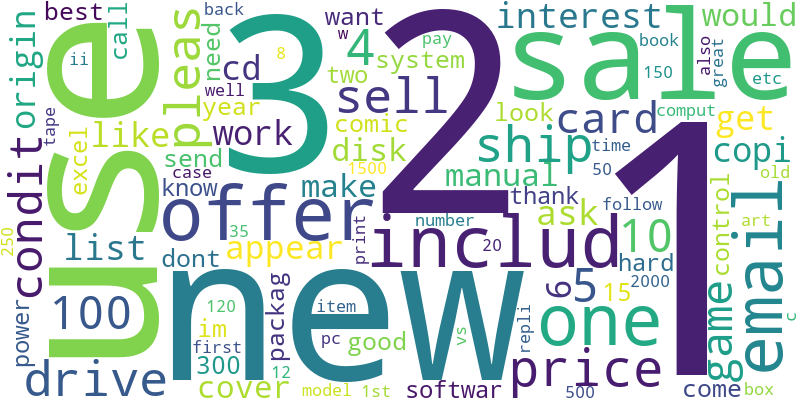 best
back
call
ii
want
w
pay
interest
would
book
8
origin
use
pleas
need
3
2
4
two
system
sale
150
also
great
etc
cd
well
year
sell
look
card
comput
get
tape
excel
like
work
comic
disk
1500
ship
time
copi
send
case
know
make
manual
50
old
condit
offer
thank
ask
follow
1
control
art
email
250
list
dont
35
appear
print
number
includ
20
10
hard
power
100
new
120
im
first
300
packag
item
pc
good
vs
6
5
15
2000
one
game
c
drive
cover
12
model
1st
softwar
repli
price
500
come
box